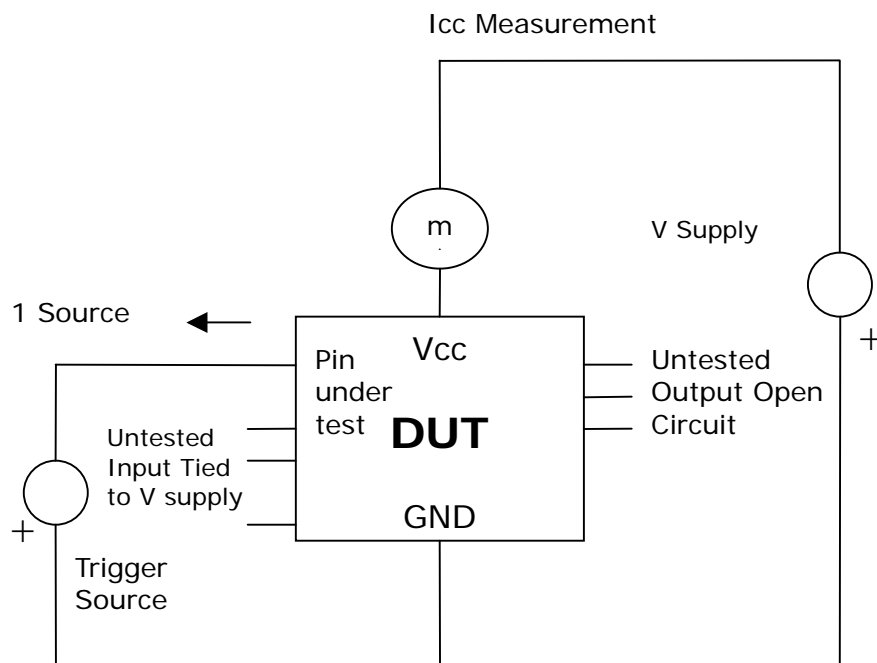 Icc Measurement
m
V Supply
+
1 Source
Vcc
Pin
under
test
DUT
GND
Untested
Output Open
Circuit
Untested
Input Tied
to V supply
+
Trigger
Source